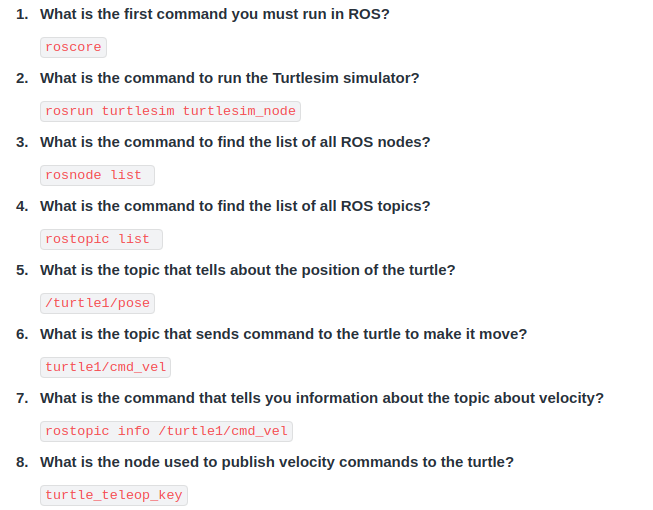 1. What is the first command you must run in ROS?
roscore
2. What is the command to run the Turtlesim simulator?
rosrun turtlesim turtlesim_node
3. What is the command to find the list of all ROS nodes?
rosnode list
4. What is the command to find the list of all ROS topics?
rostopic list
5. What is the topic that tells about the position of the turtle?
/turtle1/pose
6. What is the topic that sends command to the turtle to make it move?
turtle1/cmd_vel
7. What is the command that tells you information about the topic about velocity?
rostopic info /turtle1/cmd_vel
8. What is the node used to publish velocity commands to the turtle?
turtle_teleop_key